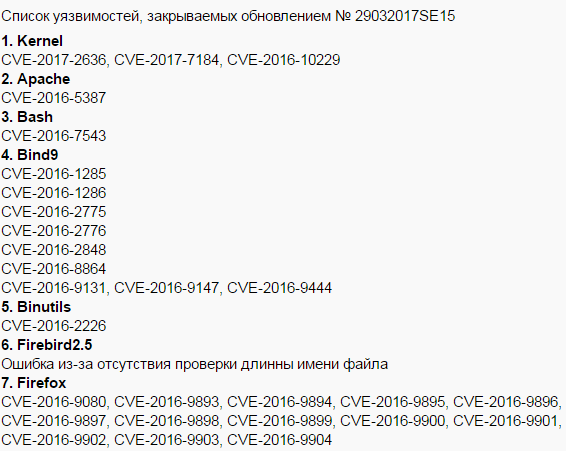 Список уязвимостей, закрываемых обновлением № 29032017SE15
1. Kernel
CVE-2017-2636, CVE-2017-7184, CVE-2016-10229
2. Apache
CVE-2016-5387
3. Bash
CVE-2016-7543
4. Bind9
CVE-2016-1285
CVE-2016-1286
CVE-2016-2775
CVE-2016-2776
CVE-2016-2848
CVE-2016-8864
CVE-2016-9131, CVE-2016-9147, CVE-2016-9444
5. Binutils
CVE-2016-2226
6. Firebird2.5
Ошибка из-за отсутствия проверки длинны имени файла
7. Firefox
CVE-2016-9080, CVE-2016-9893, CVE-2016-9894, CVE-2016-9895, CVE-2016-9896,
CVE-2016-9897, CVE-2016-9898, CVE-2016-9899, CVE-2016-9900, CVE-2016-9901,
CVE-2016-9902, CVE-2016-9903, CVE-2016-9904